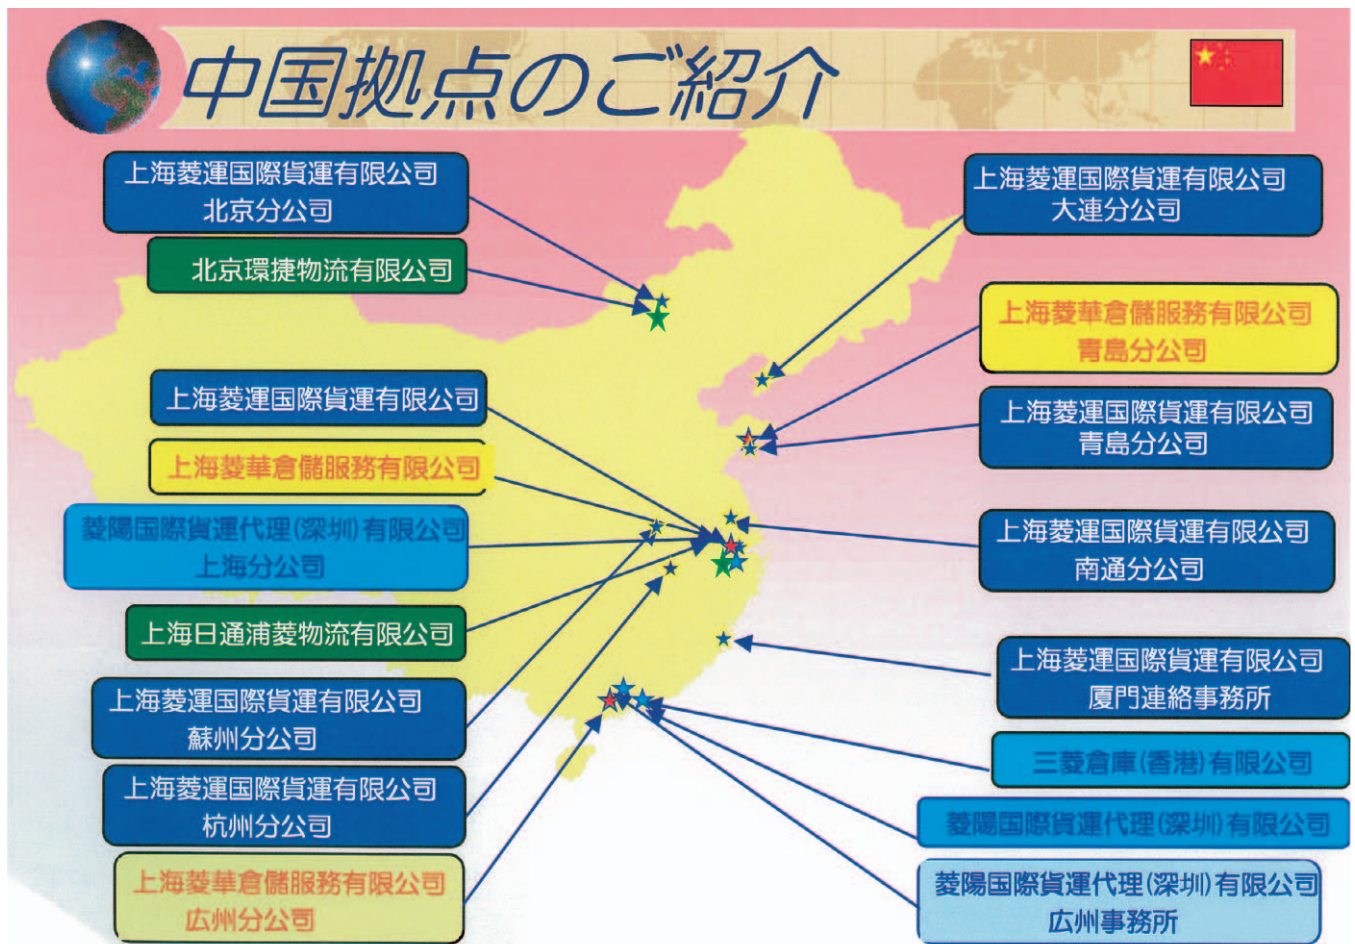 中国拠点のご紹介
上海菱運国際貨運有限公司
北京分公司
北京環捷物流有限公司
上海菱運国際貨運有限公司
上海菱華倉儲服務有限公司
菱陽国際貨運代理(深圳)有限公司
上海分公司
上海日通浦菱物流有限公司
上海菱運国際貨運有限公司
蘇州分公司
上海菱運国際貨運有限公司
杭州分公司
上海菱華倉儲服務有限公司
広州分公司
上海菱運国際貨運有限公司
大連分公司
上海菱華倉儲服務有限公司
青島分公司
上海菱運国際貨運有限公司
青島分公司
上海菱運国際貨運有限公司
南通分公司
上海菱運国際貨運有限公司
厦門連絡事務所
三菱倉庫(香港)有限公司
菱陽国際貨運代理(深圳)有限公司
菱陽国際貨運代理(深圳)有限公司
広州事務所